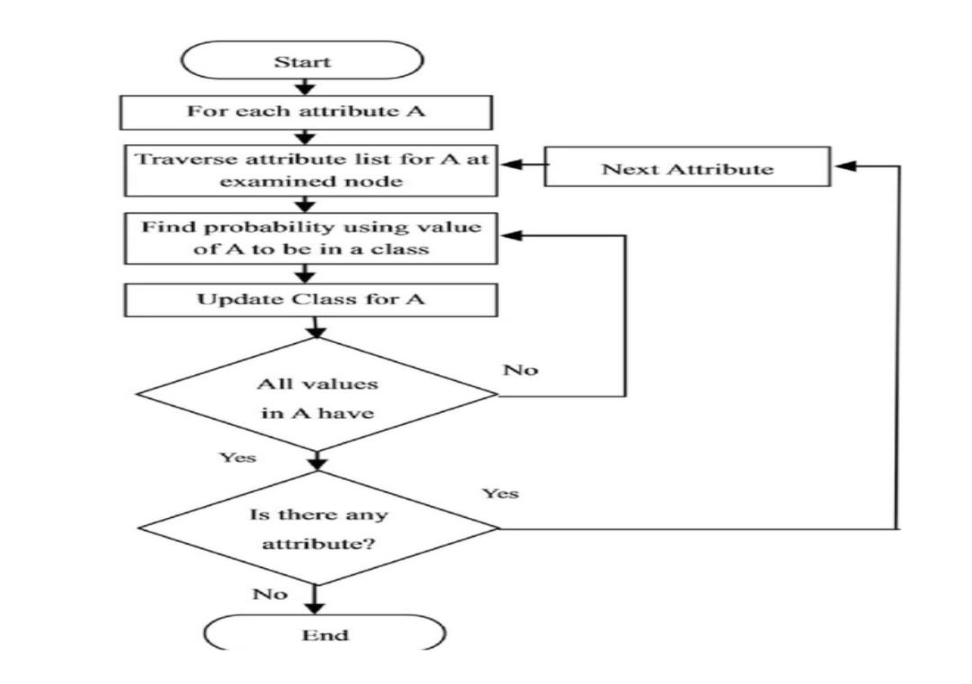 Start
For each attribute A
Traverse attribute list for A at
examined node
Next Attribute
Find probability using value
of A to be in a class
Update Class for A
All values
in A have
No
Yes
Is there any
attribute?
Yes
No
End